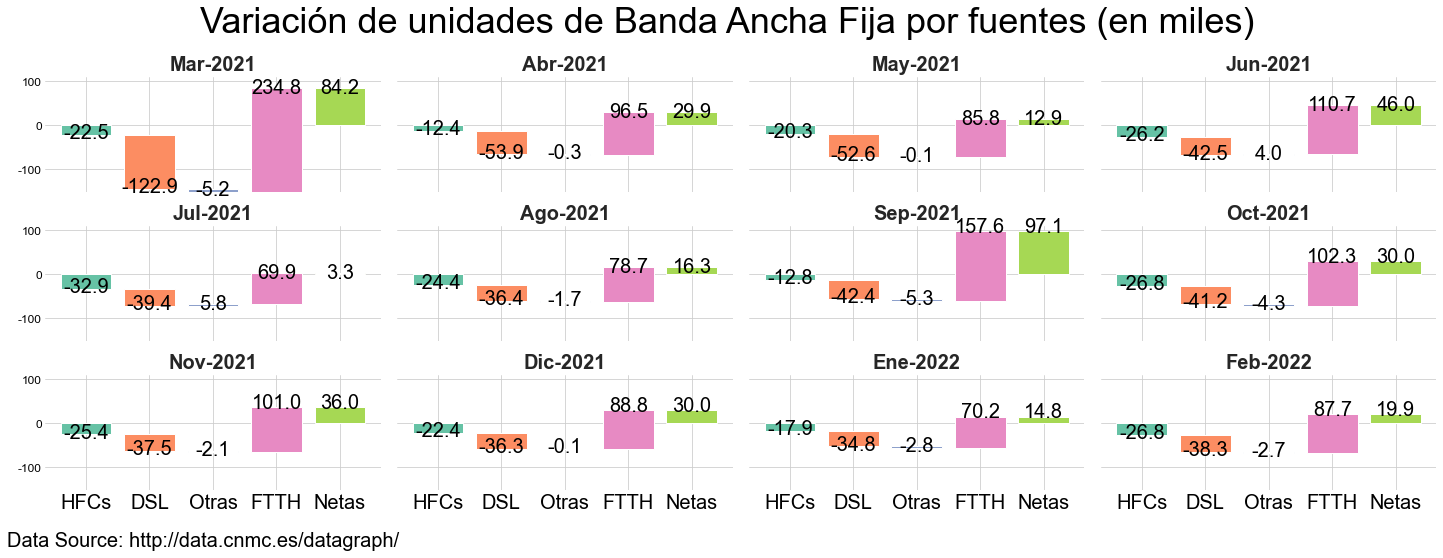 Variación de unidades de Banda Ancha Fija por fuentes (en miles)
Mar-2021 Abr-2021 May-2021 Jun-2021
100
0
-100
-22.5 -122.9 -5.2 234.8 84.2
-12.4 -53.9 -0.3 96.5 29.9
-20.3 -52.6 -0.1 85.8 12.9
-26.2 -42.5 4.0 110.7 46.0
Jul-2021 Ago-2021 Sep-2021 Oct-2021
100
0
-100
-32.9 -39.4 5.8 69.9 3.3
-24.4 -36.4 -1.7 78.7 16.3
-12.8 -42.4 -5.3 157.6 97.1
-26.8 -41.2 -4.3 102.3 30.0
Nov-2021 Dic-2021 Ene-2022 Feb-2022
100
0
-100
-25.4 -37.5 -2.1 101.0 36.0
-22.4 -36.3 -0.1 88.8 30.0
-17.9 -34.8 -2.8 70.2 14.8
-26.8 -38.3 -2.7 87.7 19.9
HFCs DSL Otras FTTH Netas HFCs DSL Otras FTTH Netas HFCs DSL Otras FTTH Netas HFCs DSL Otras FTTH Netas
Data Source: http://data.cnmc.es/datagraph/